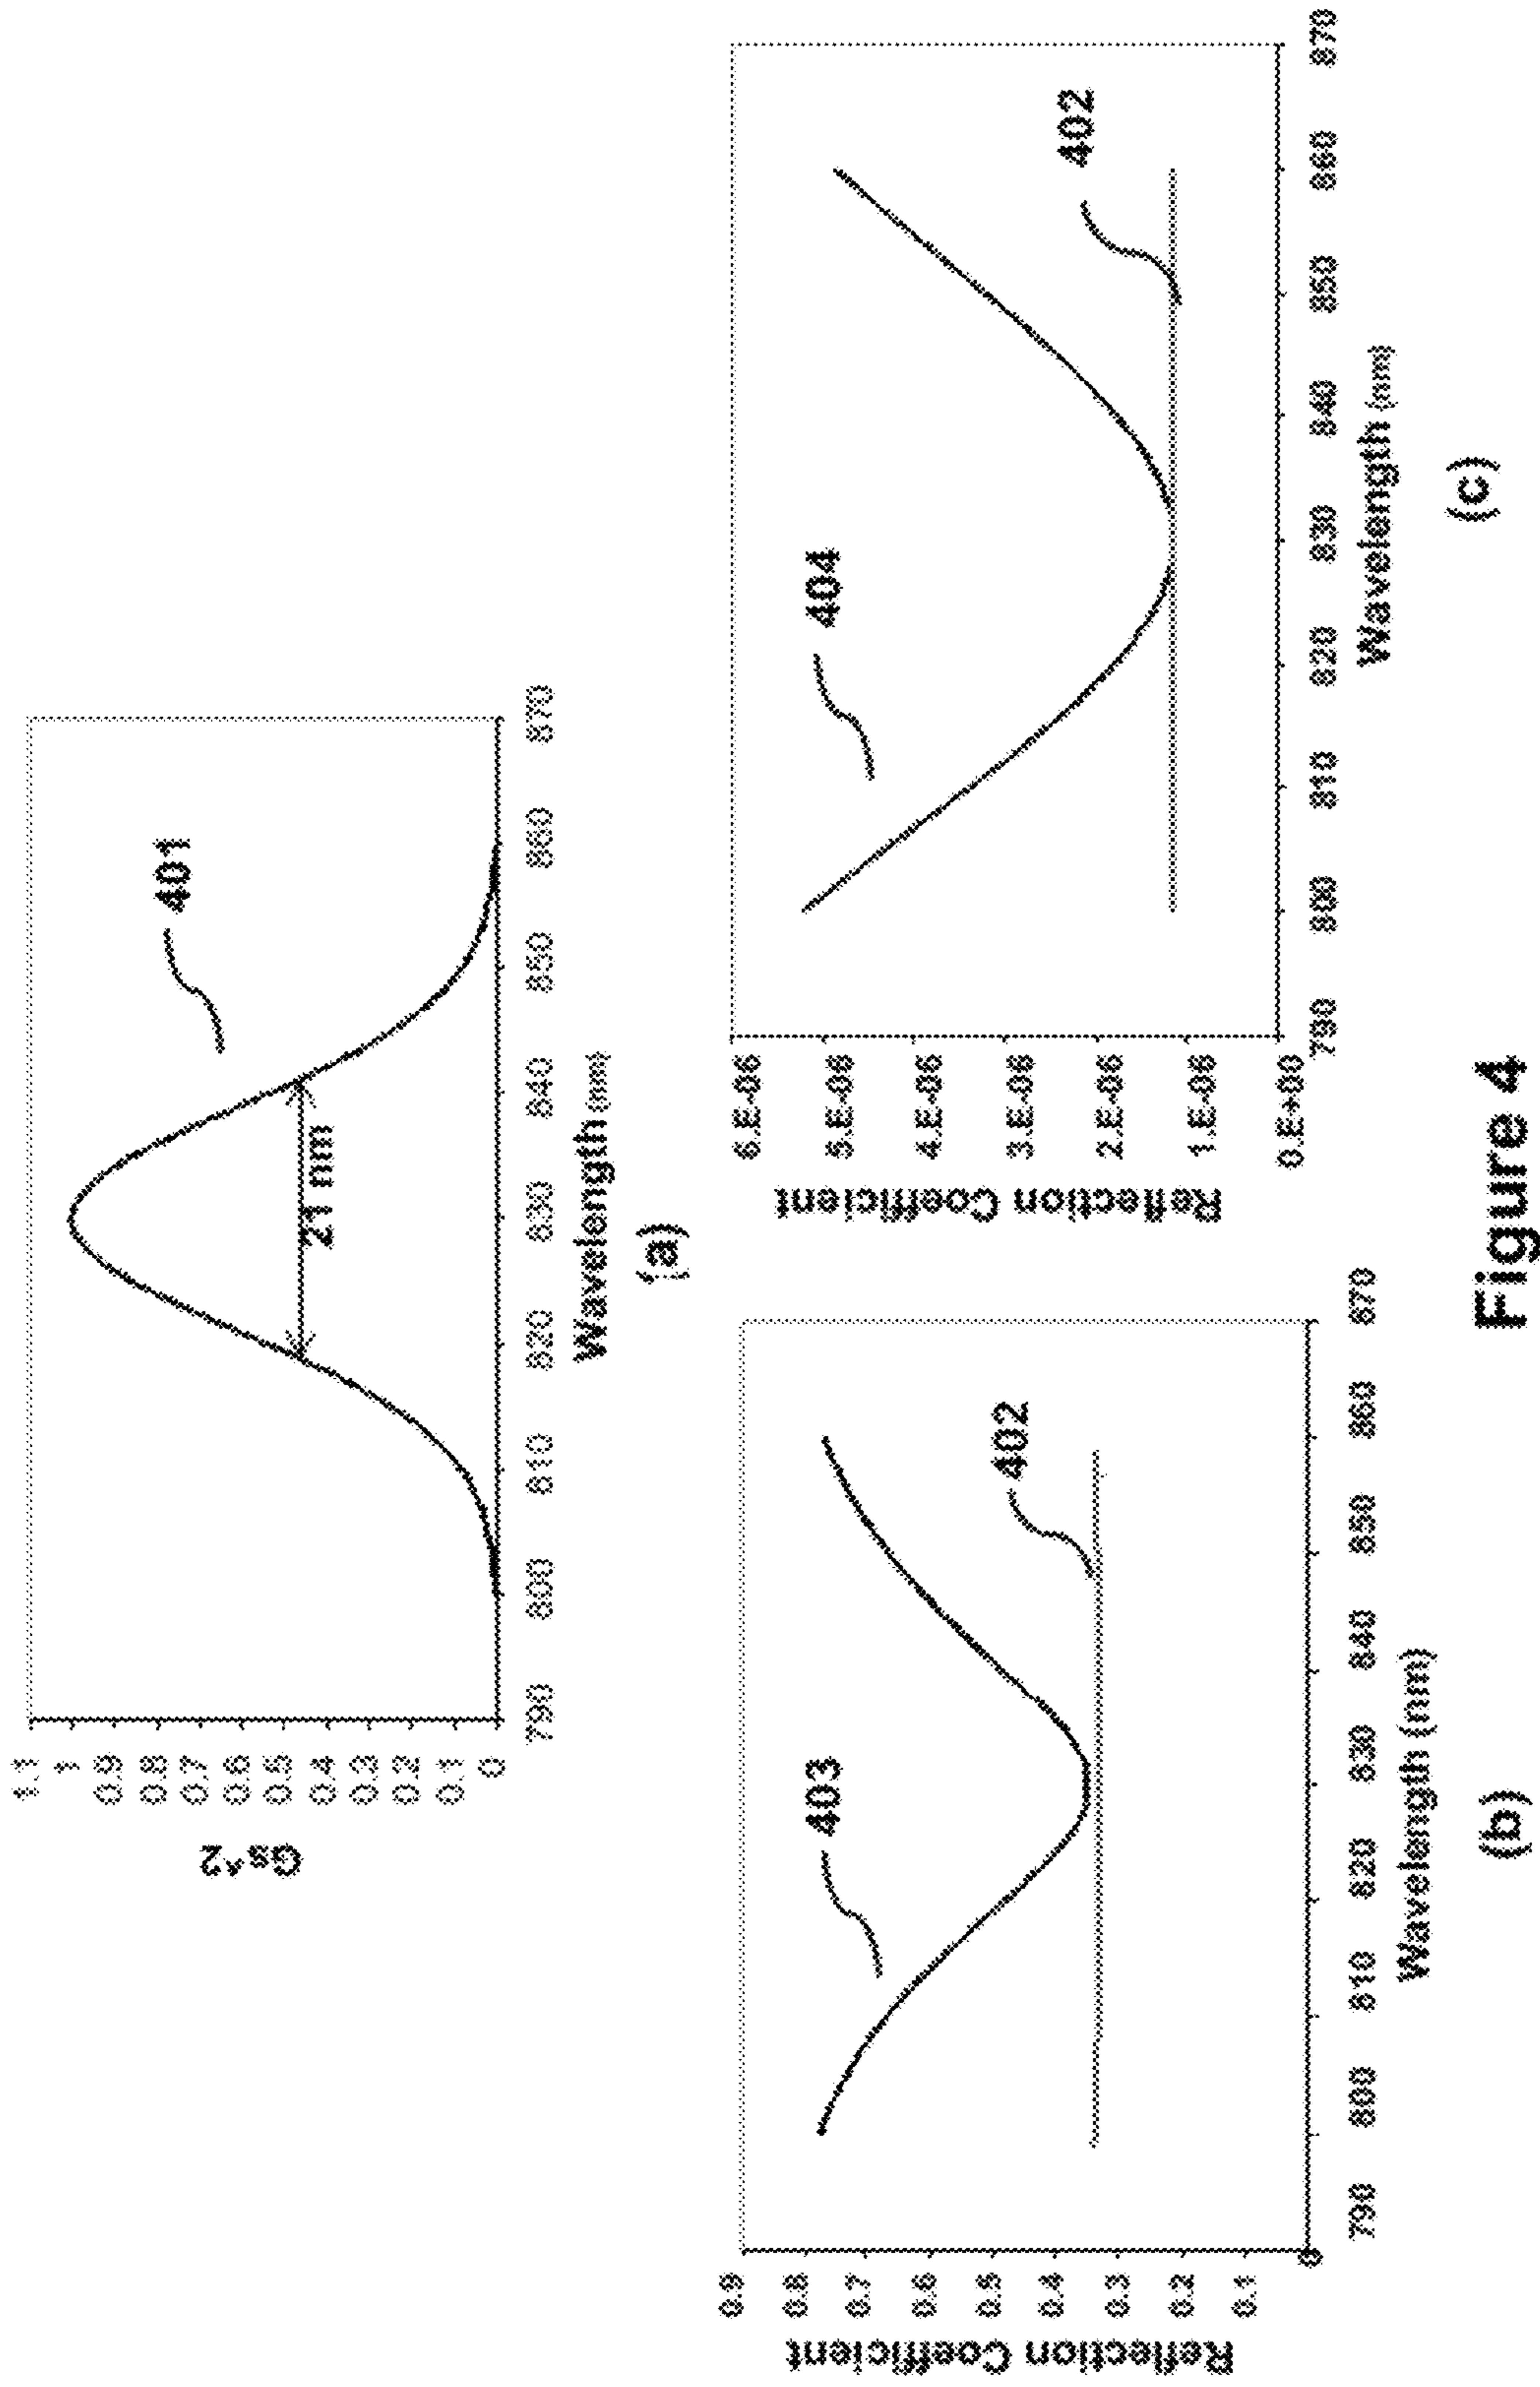 Gs^2
1.1
1
0.9
0.8
0.7
0.6
0.5
0.4
0.3
0.2
0.1
0
401
21 nm
790 800 810 820 830 840 850 860 870
Wavelength (nm)
(a)
Reflection Coefficient
0.9
0.8
0.7
0.6
0.5
0.4
0.3
0.2
0.1
0
403
402
790 800 810 820 830 840 850 860 870
Wavelength (nm)
(b)
Reflection Coefficient
6.E-06
5.E-06
4.E-06
3.E-06
2.E-06
1.E-06
0.E+00
404
402
790 800 810 820 830 840 850 860 870
Wavelength (nm)
(c)
Figure 4